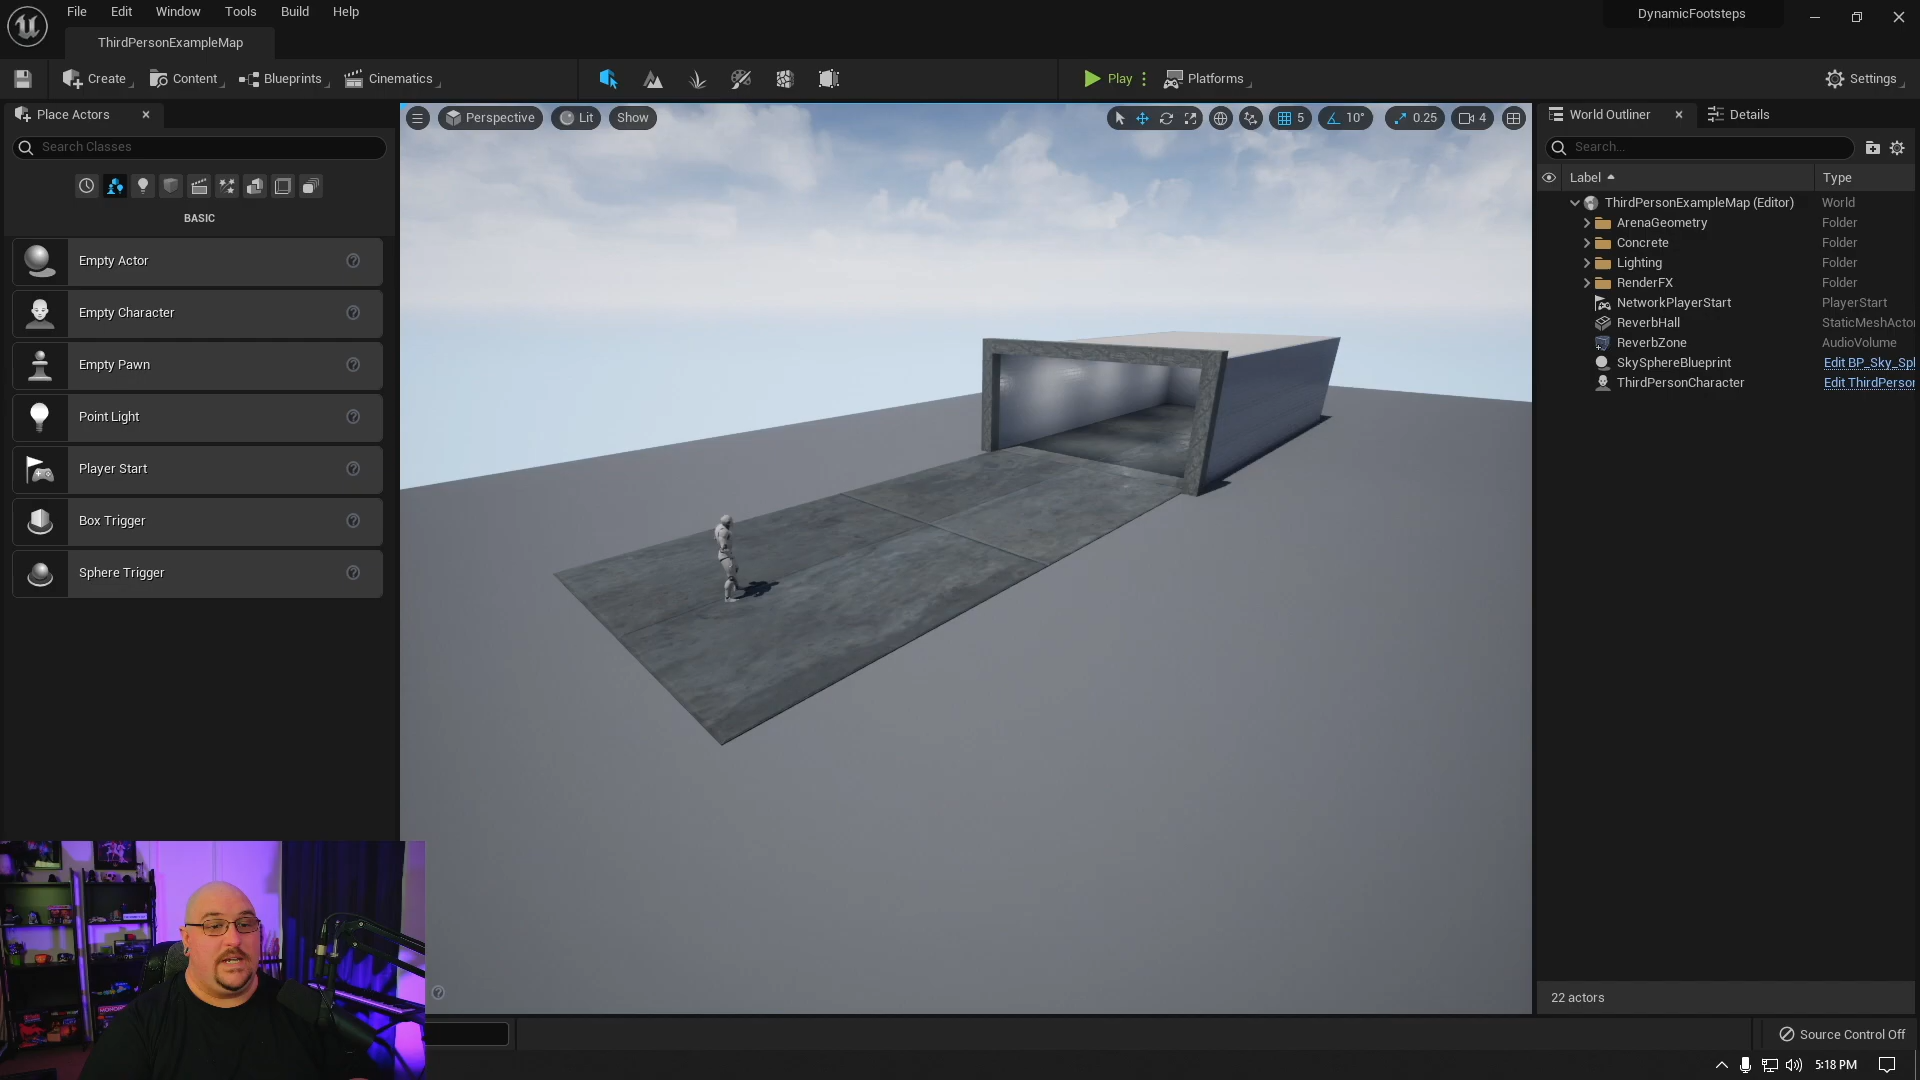 File Edit Window Tools Build Help
DynamicFootsteps
ThirdPersonExampleMap
Create Content Blueprints Cinematics Play Platforms Settings
Place Actors
Search Classes
BASIC
Empty Actor
Empty Character
Empty Pawn
Point Light
Player Start
Box Trigger
Sphere Trigger
Perspective Lit Show 5 10° 0.25 4
World Outliner Details
Search...
Label Type
ThirdPersonExampleMap (Editor) World
ArenaGeometry Folder
Concrete Folder
Lighting Folder
RenderFX Folder
NetworkPlayerStart PlayerStart
ReverbHall StaticMeshActo
ReverbZone AudioVolume
SkySphereBlueprint Edit BP_Sky_Spl
ThirdPersonCharacter Edit ThirdPerson
22 actors
Source Control Off
5:18 PM